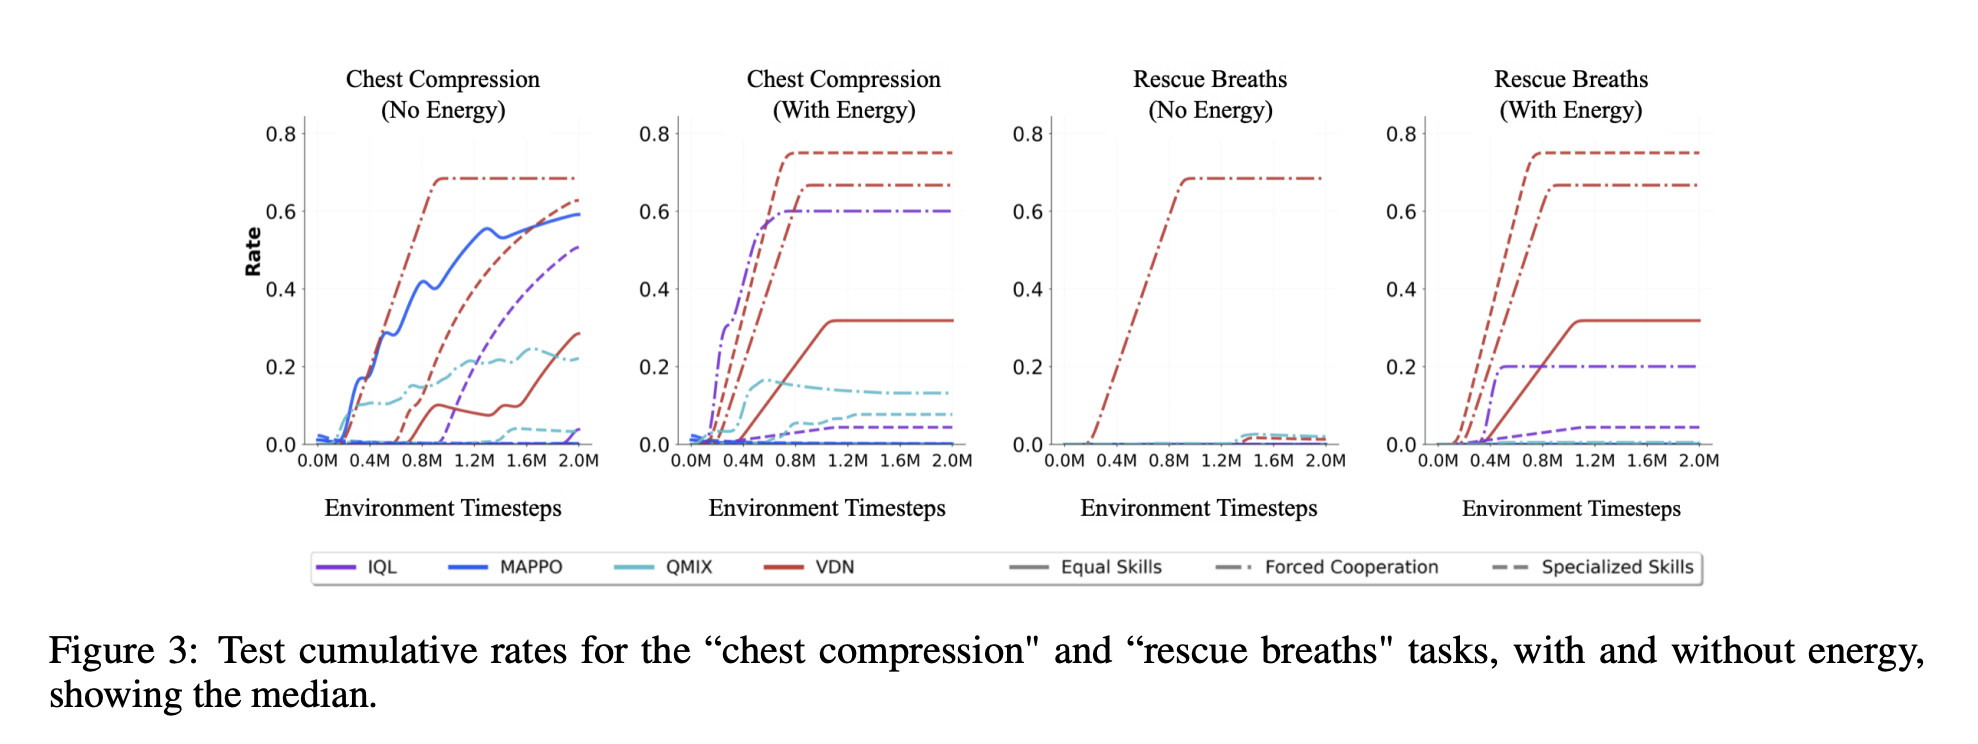 Chest Compression
(No Energy)
Chest Compression
(With Energy)
Rescue Breaths
(No Energy)
Rescue Breaths
(With Energy)
Rate
0.8
0.6
0.4
0.2
0.0
0.0M 0.4M 0.8M 1.2M 1.6M 2.0M
Environment Timesteps
0.8
0.6
0.4
0.2
0.0
0.0M 0.4M 0.8M 1.2M 1.6M 2.0M
Environment Timesteps
0.8
0.6
0.4
0.2
0.0
0.0M 0.4M 0.8M 1.2M 1.6M 2.0M
Environment Timesteps
0.8
0.6
0.4
0.2
0.0
0.0M 0.4M 0.8M 1.2M 1.6M 2.0M
Environment Timesteps
IQL MAPPO QMIX VDN Equal Skills Forced Cooperation Specialized Skills
Figure 3: Test cumulative rates for the “chest compression" and “rescue breaths" tasks, with and without energy,
showing the median.